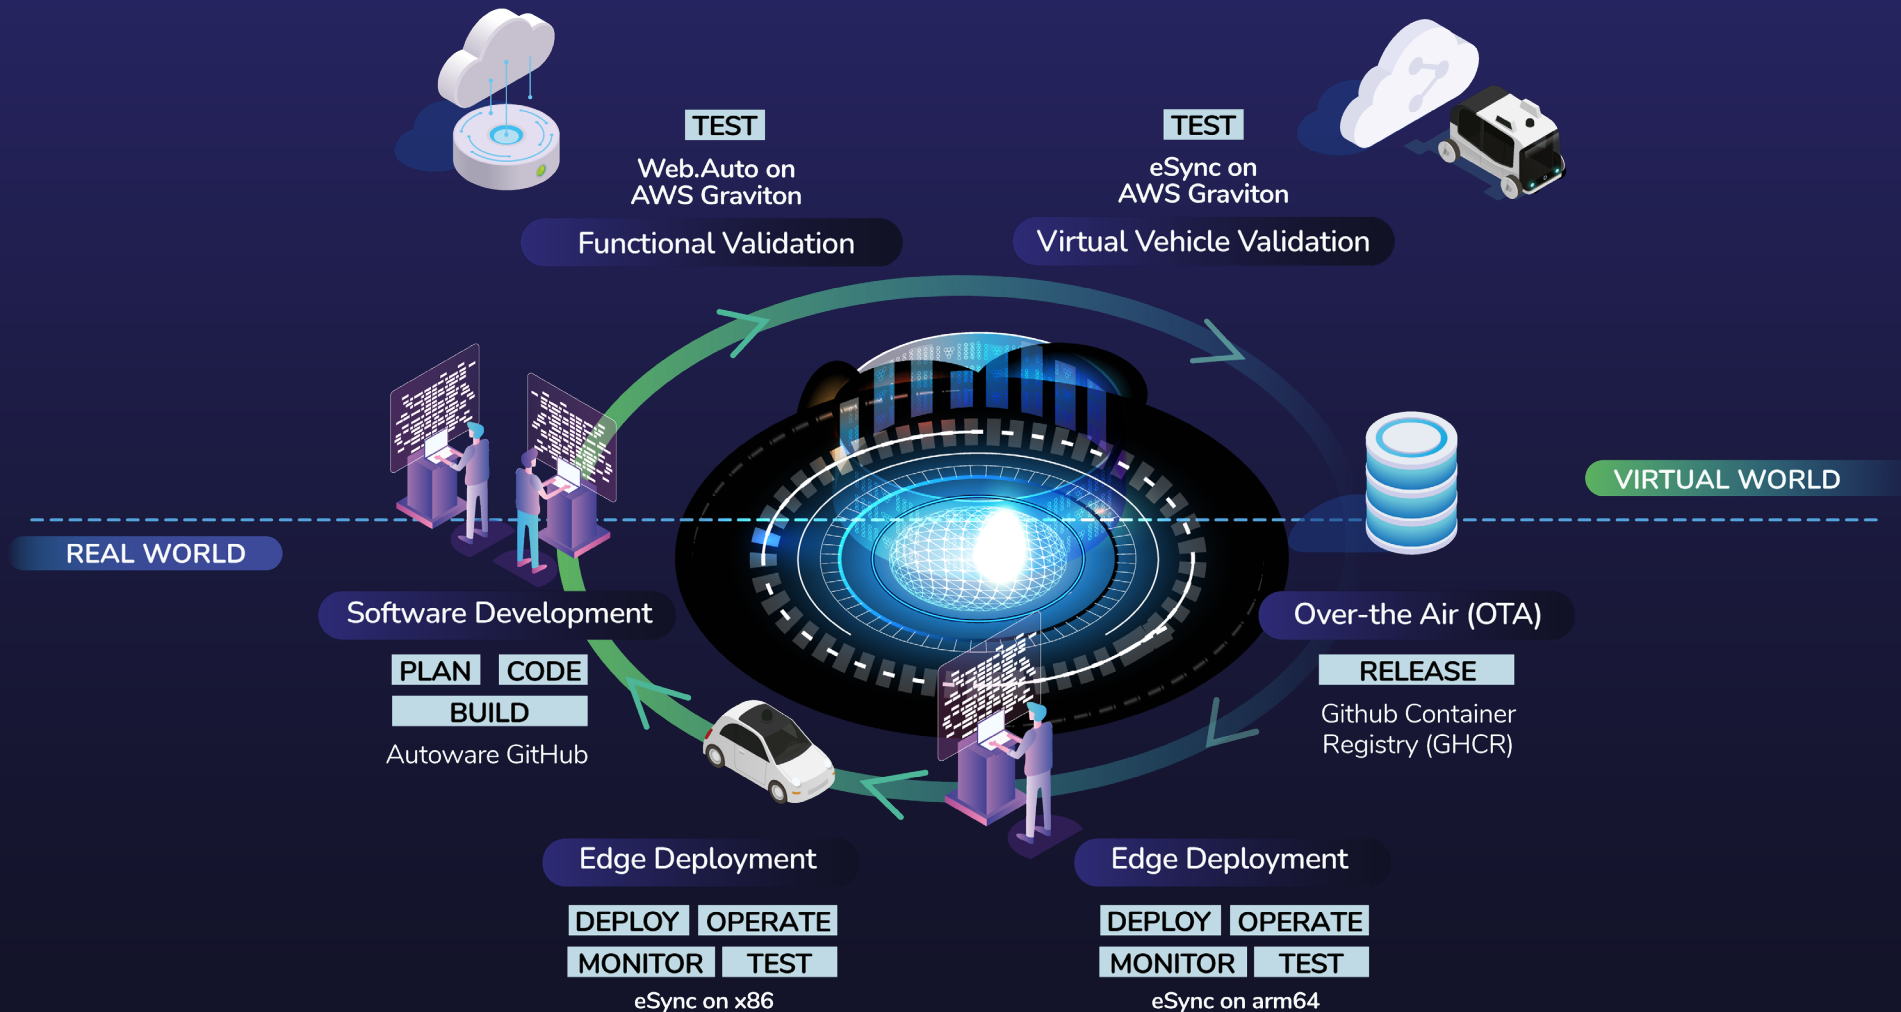 TEST
Web.Auto on
AWS Graviton
Functional Validation
TEST
eSync on
AWS Graviton
Virtual Vehicle Validation
VIRTUAL WORLD
REAL WORLD
Software Development
PLAN CODE
BUILD
Autoware GitHub
Over-the Air (OTA)
RELEASE
Github Container
Registry (GHCR)
Edge Deployment
DEPLOY OPERATE
MONITOR TEST
eSync on x86
Edge Deployment
DEPLOY OPERATE
MONITOR TEST
eSync on arm64